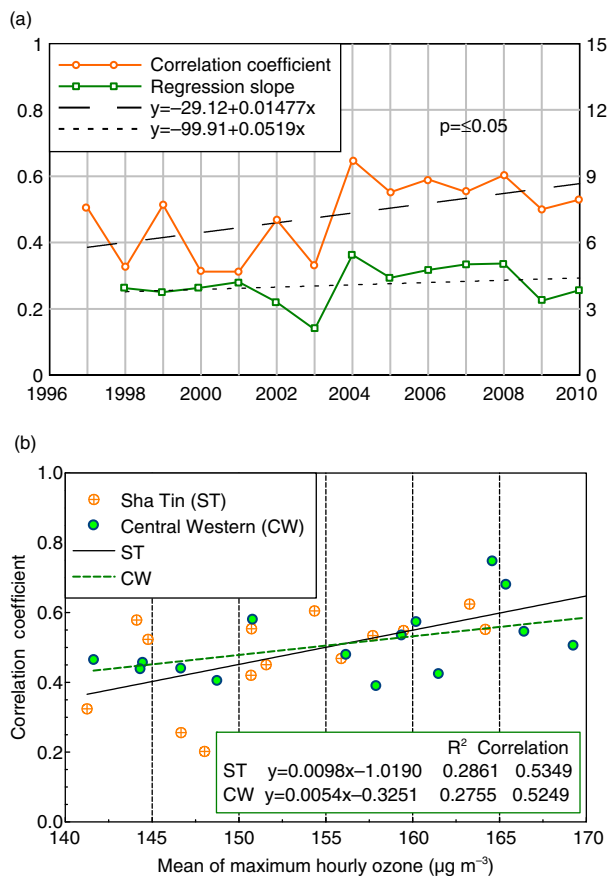 (a)
1
15
Correlation coefficient
Regression slope
y=−29.12+0.01477x
y=−99.91+0.0519x
0.8
12
p=≤0.05
0.6
9
0.4
6
0.2
3
0
0
1996 1998 2000 2002 2004 2006 2008 2010
(b)
1.0
Sha Tin (ST)
Central Western (CW)
ST
CW
0.8
0.6
0.4
0.2
0.0
Correlation coefficient
R² Correlation
ST y=0.0098x−1.0190 0.2861 0.5349
CW y=0.0054x−0.3251 0.2755 0.5249
140 145 150 155 160 165 170
Mean of maximum hourly ozone (µg m⁻³)